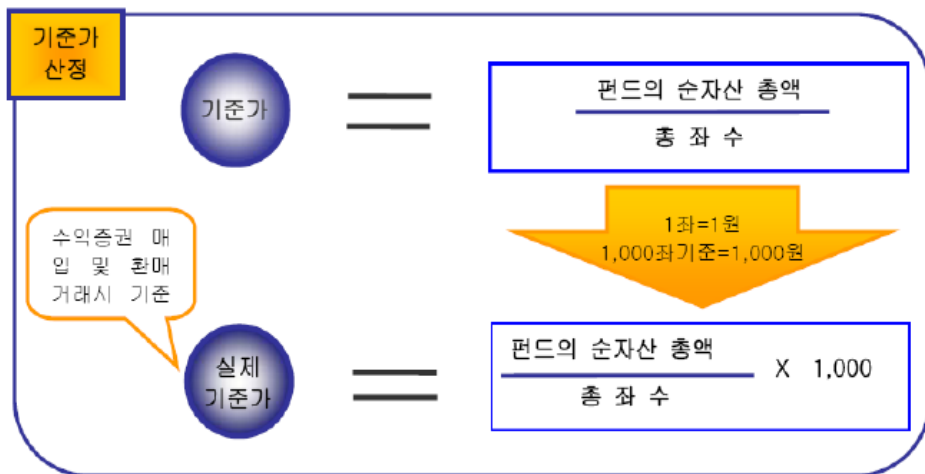 기준가
산정
기준가
펀드의 순자산 총액
총 좌 수
1좌=1원
1,000좌기준=1,000원
수익증권 매
입 및 환매
거래시 기준
실제
기준가
펀드의 순자산 총액
총 좌 수
X 1,000